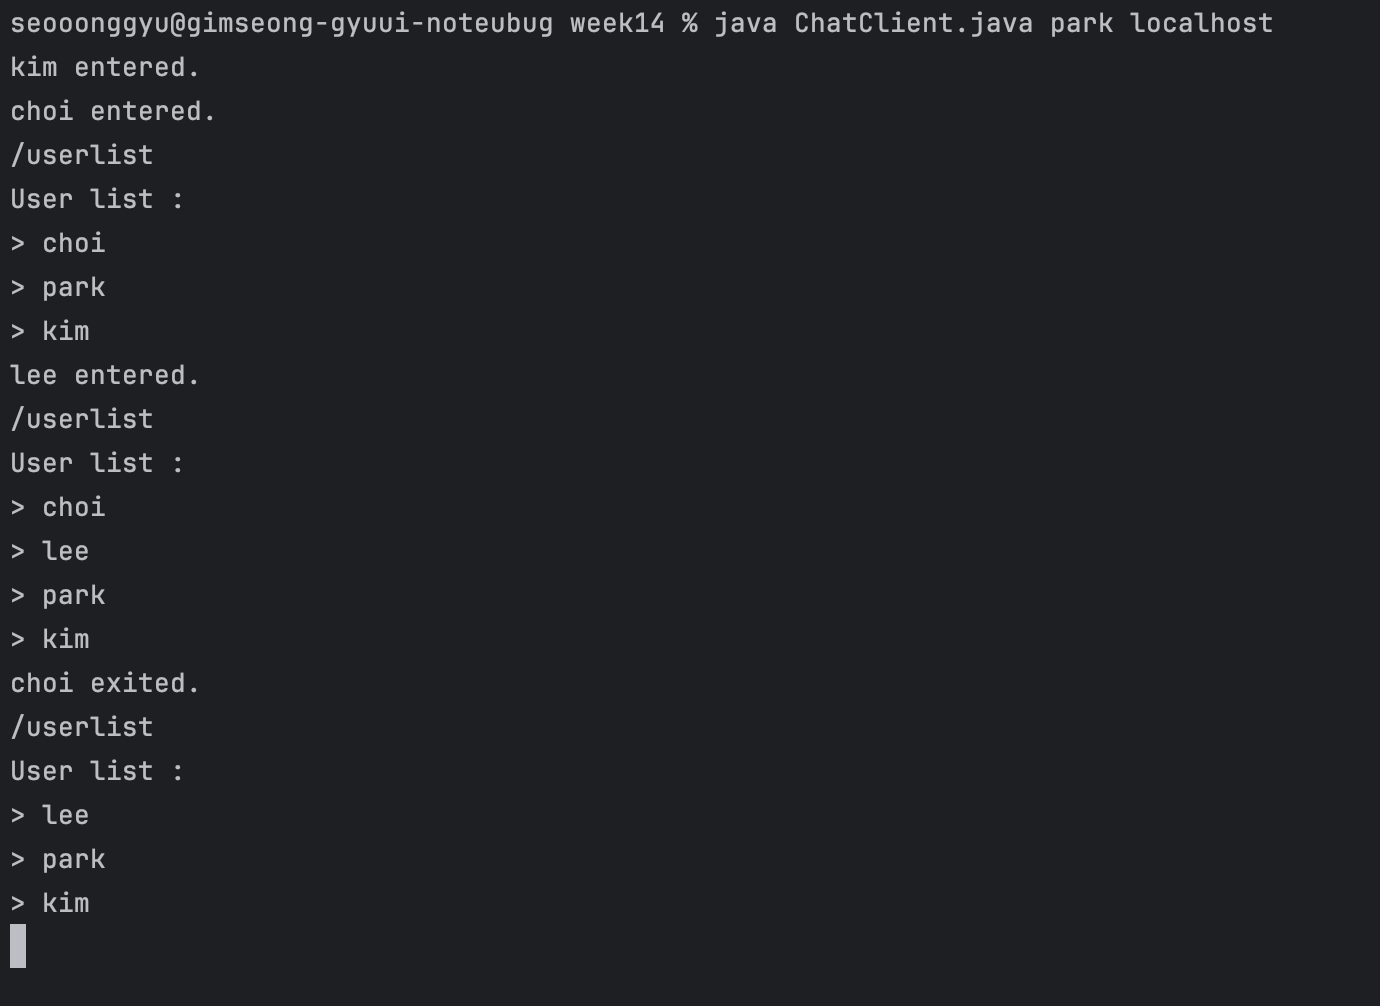 seooonggyu@gimseong-gyuui-noteubug week14 % java ChatClient.java park localhost
kim entered.
choi entered.
/userlist
User list :
> choi
> park
> kim
lee entered.
/userlist
User list :
> choi
> lee
> park
> kim
choi exited.
/userlist
User list :
> lee
> park
> kim